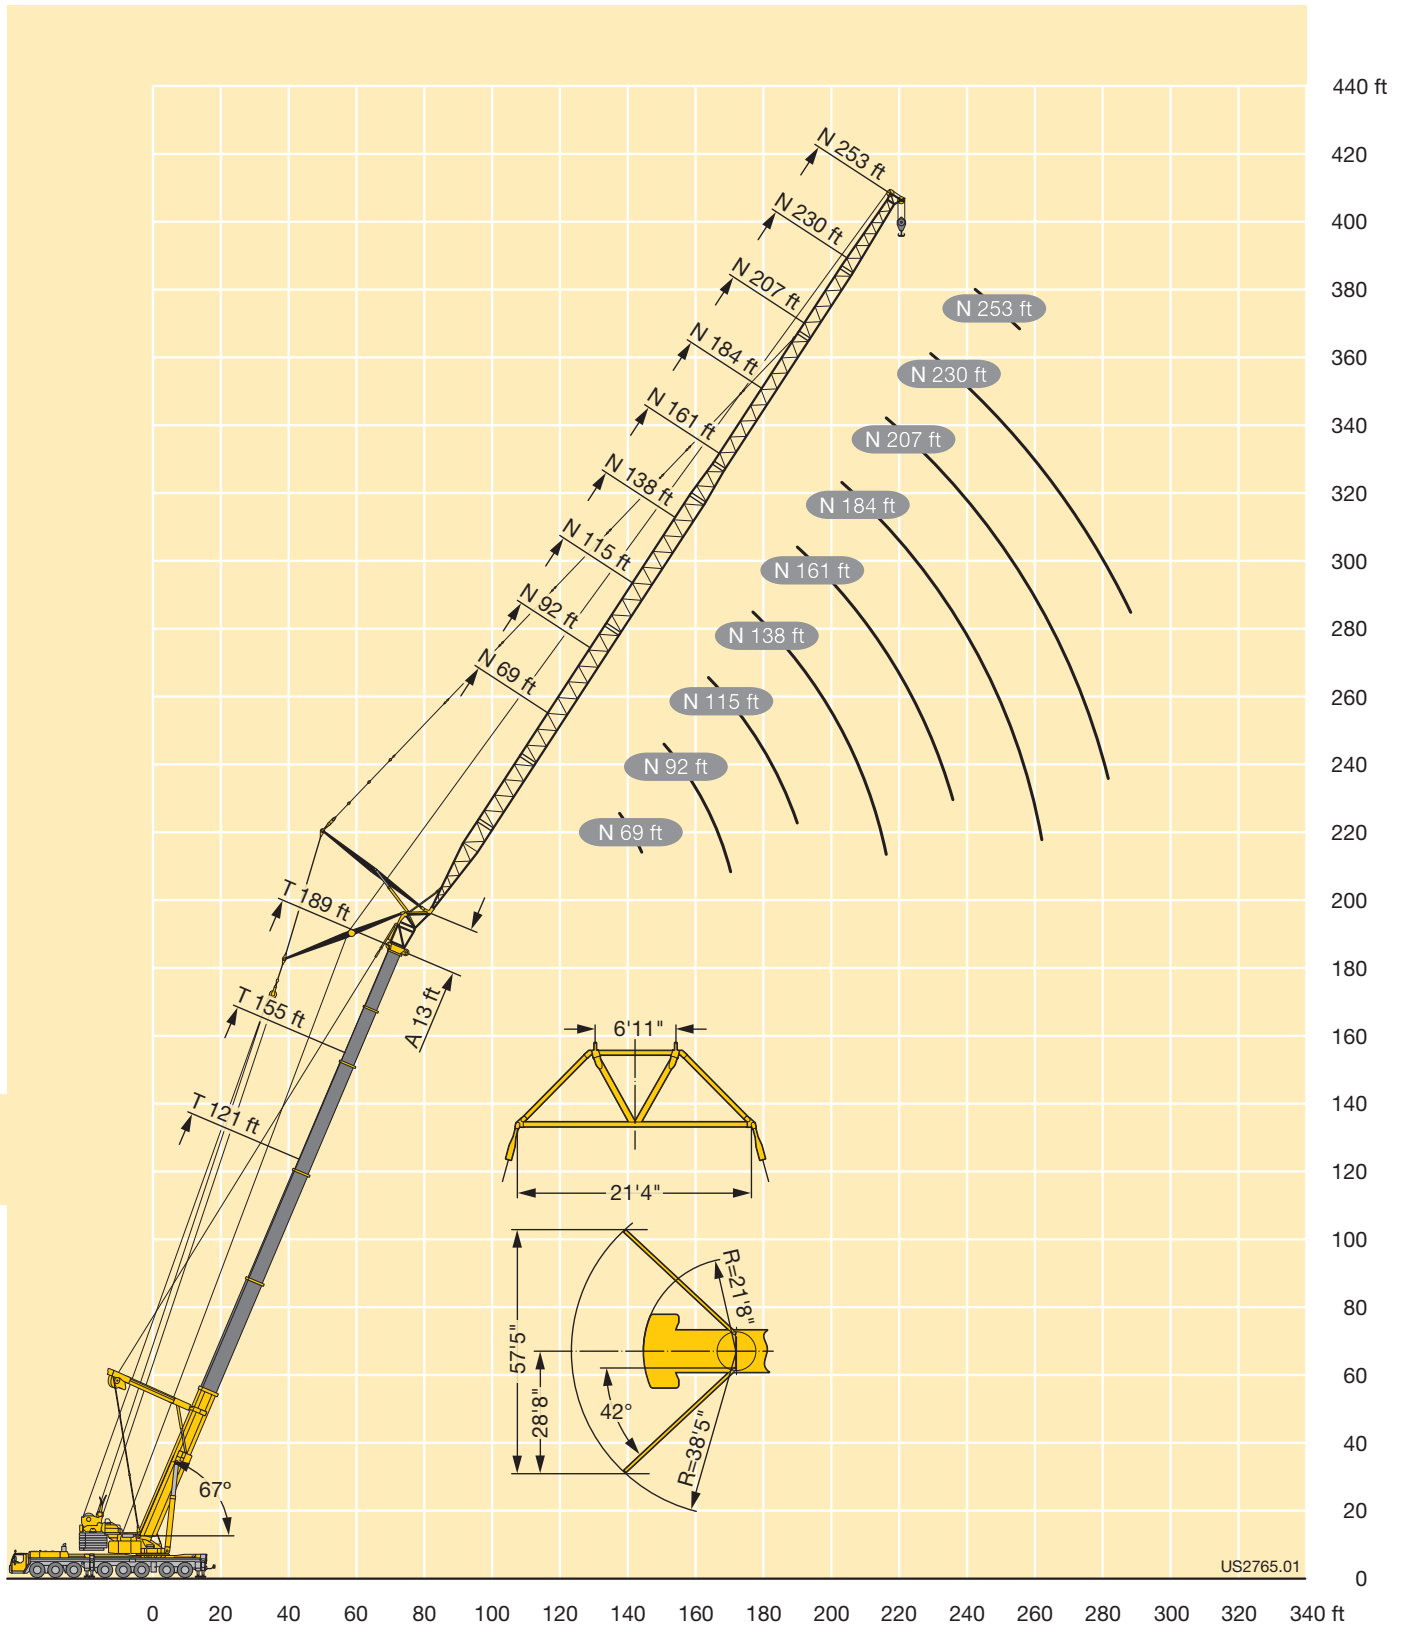 440 ft
420
400
380
360
340
320
300
280
260
240
220
200
180
160
140
120
100
80
60
40
20
0
N 253 ft
N 230 ft
N 207 ft
N 184 ft
N 161 ft
N 138 ft
N 115 ft
N 92 ft
N 69 ft
N 253 ft
N 230 ft
N 207 ft
N 184 ft
N 161 ft
N 138 ft
N 115 ft
N 92 ft
N 69 ft
T 189 ft
T 155 ft
T 121 ft
A 13 ft
6'11"
21'4"
57'5"
28'8"
42°
R=21'8"
R=38'5"
67°
US2765.01
0 20 40 60 80 100 120 140 160 180 200 220 240 260 280 300 320 340 ft